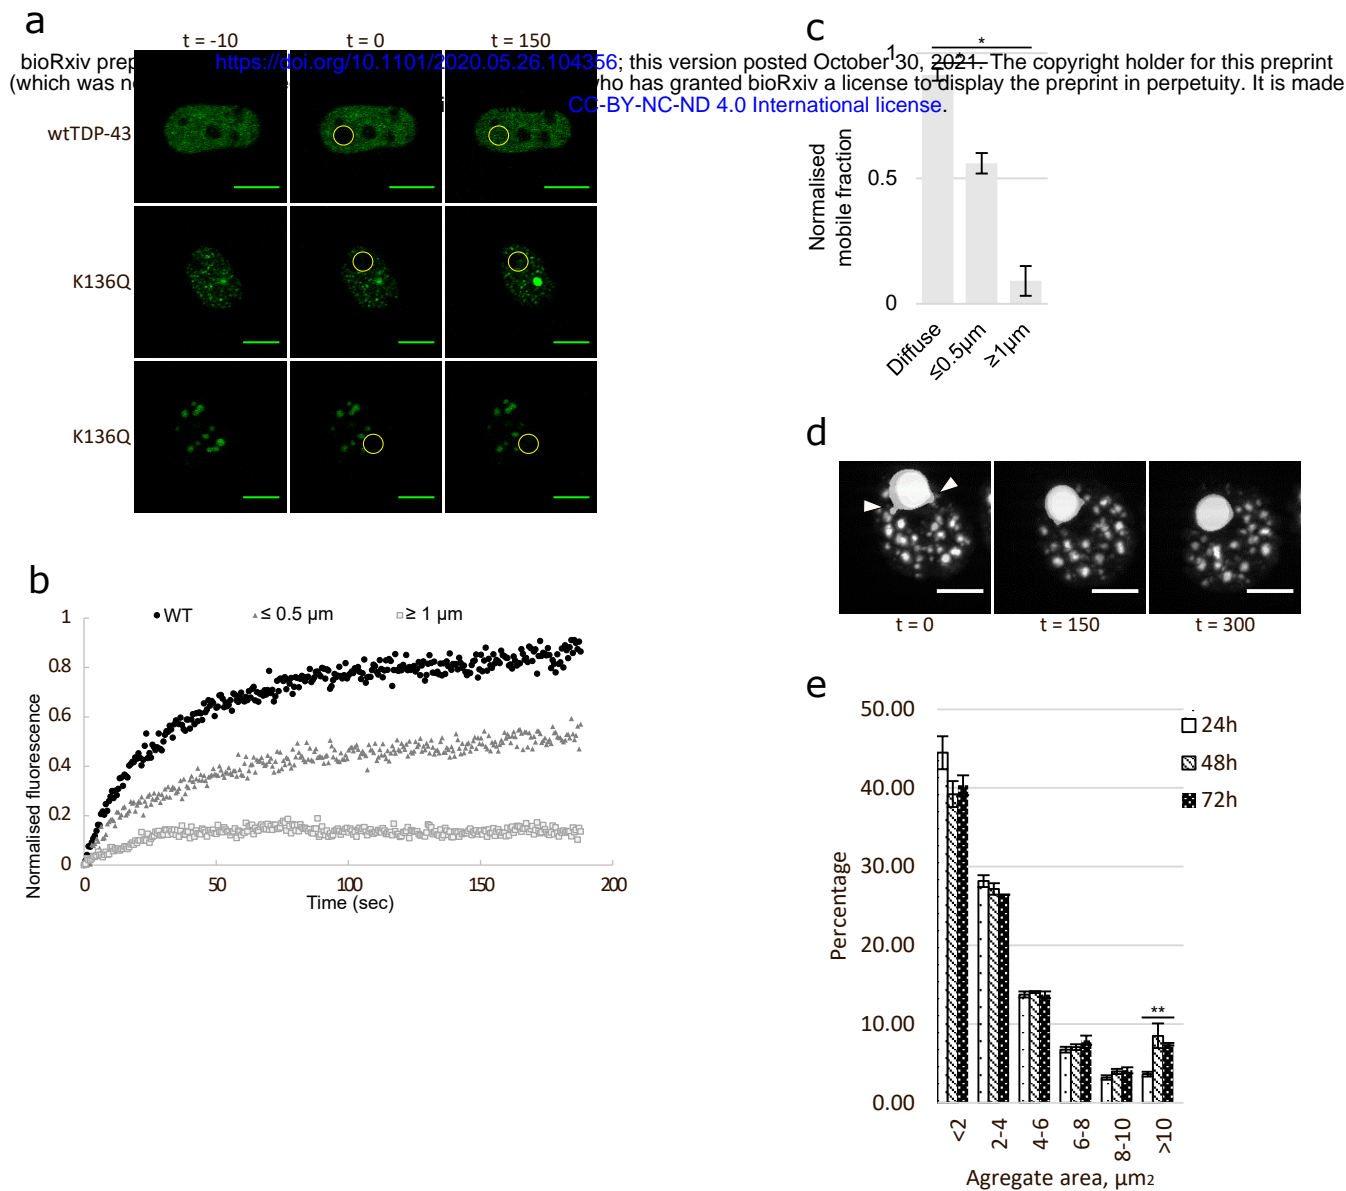 a
t = -10
t = 0
t = 150
bioRxiv prep https://doi.org/10.1101/2020.05.26.104356; this version posted October 30, 2021. The copyright holder for this preprint
(which was no who has granted bioRxiv a license to display the preprint in perpetuity. It is made
CC-BY-NC-ND 4.0 International license.
wtTDP-43
K136Q
K136Q
b
WT
≤ 0.5 µm
≥ 1 µm
Normalised fluorescence
1
0.8
0.6
0.4
0.2
0
0
50
100
150
200
Time (sec)
c
*
Normalised
mobile fraction
1
0.5
0
Diffuse
≤0.5µm
≥1µm
d
t = 0
t = 150
t = 300
e
50.00
40.00
30.00
20.00
10.00
0.00
Percentage
24h
48h
72h
**
<2
2-4
4-6
6-8
8-10
>10
Agregate area, µm2